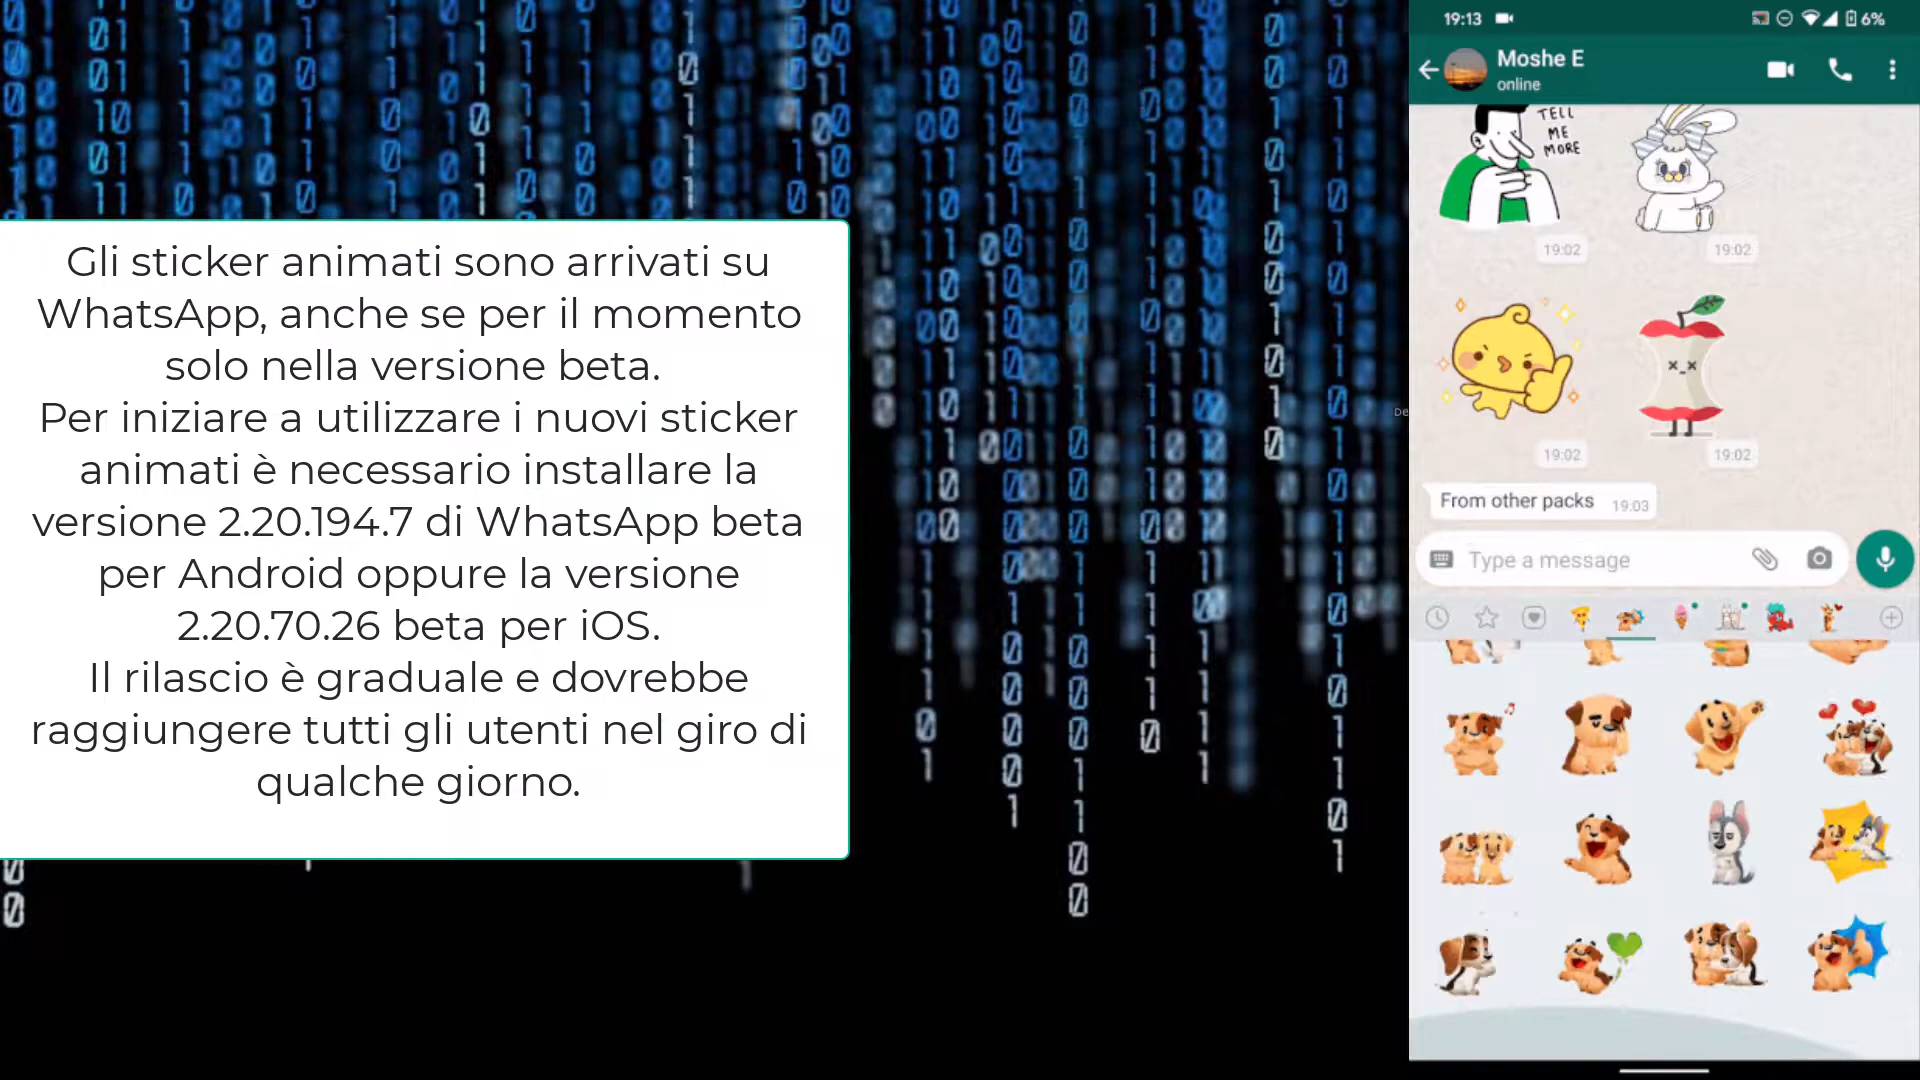 Gli sticker animati sono arrivati su
WhatsApp, anche se per il momento
solo nella versione beta.
Per iniziare a utilizzare i nuovi sticker
animati è necessario installare la
versione 2.20.194.7 di WhatsApp beta
per Android oppure la versione
2.20.70.26 beta per iOS.
Il rilascio è graduale e dovrebbe
raggiungere tutti gli utenti nel giro di
qualche giorno.
De
19:13
6%
Moshe E
online
TELL
ME
MORE
19:02
19:02
19:02
19:02
From other packs 19:03
Type a message